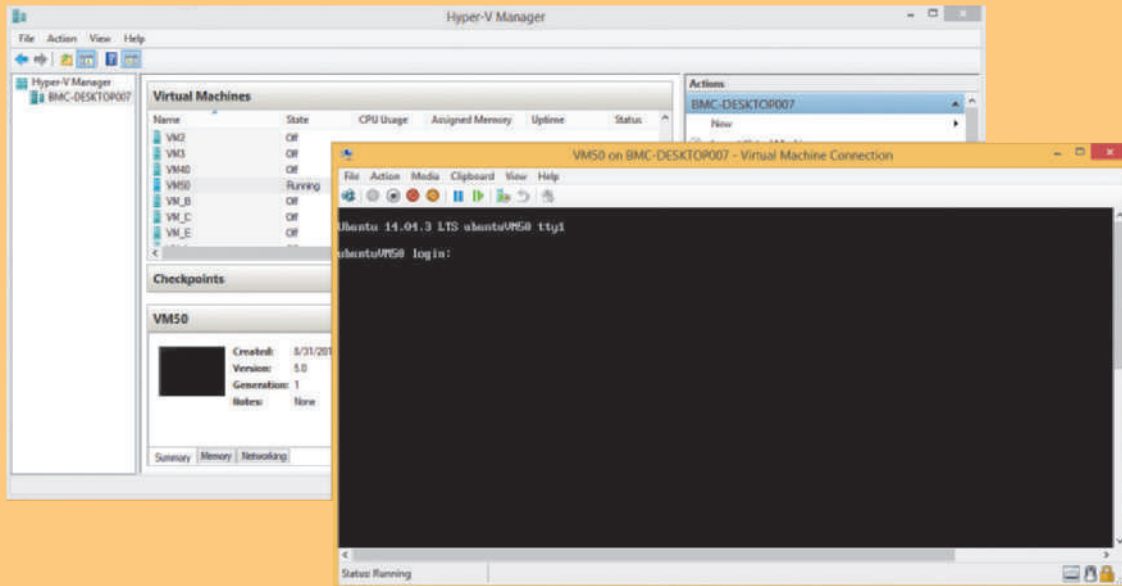 Hyper-V Manager
File Action View Help
Hyper-V Manager
BMC-DESKTOP007
Virtual Machines
Name State CPU Usage Assigned Memory Uptime Status
VM2 Off
VM3 Off
VM40 Off
VM50 Running
VM_B Off
VM_C Off
VM_E Off
Checkpoints
VM50
Created: 8/31/201
Version: 5.0
Generation: 1
Notes: None
Summary Memory Networking
Actions
BMC-DESKTOP007
New
VM50 on BMC-DESKTOP007 - Virtual Machine Connection
File Action Media Clipboard View Help
Ubuntu 14.04.3 LTS ubuntuVM50 tty1
ubuntuVM50 login:
Status: Running